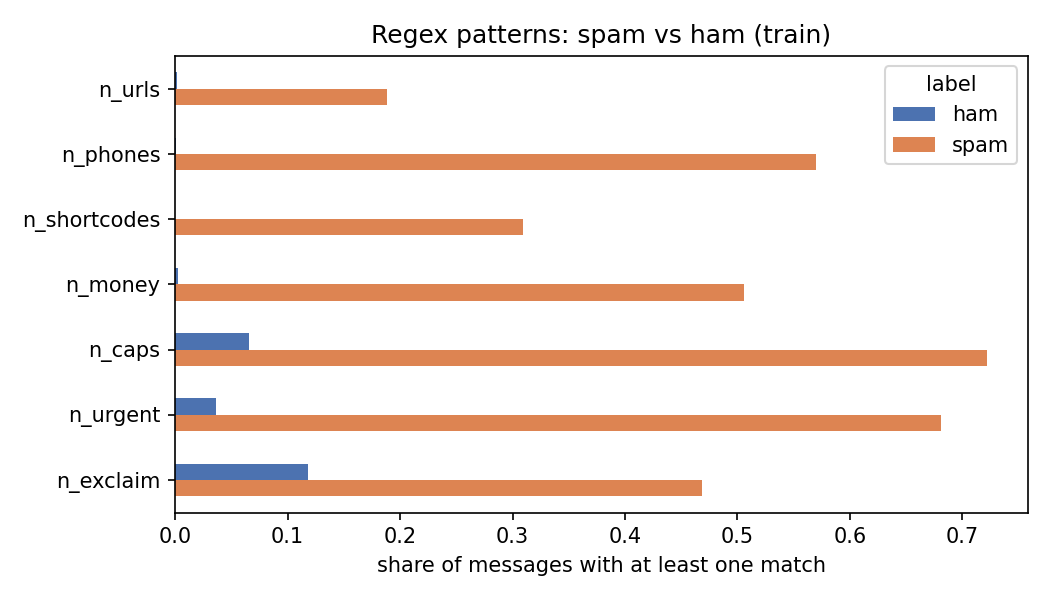 Regex patterns: spam vs ham (train)
label
ham
spam
n_urls
n_phones
n_shortcodes
n_money
n_caps
n_urgent
n_exclaim
0.0 0.1 0.2 0.3 0.4 0.5 0.6 0.7
share of messages with at least one match